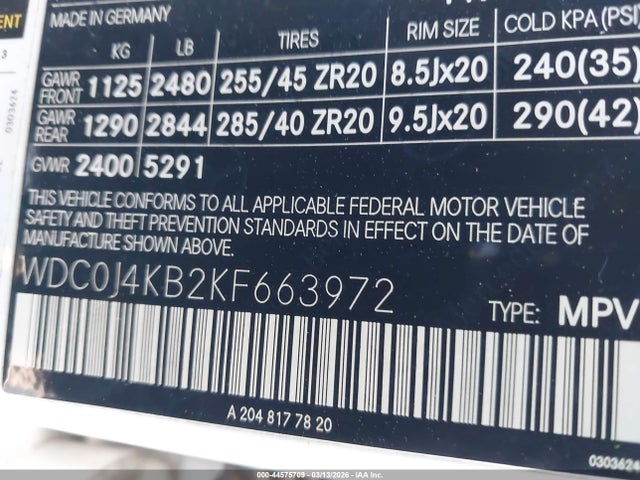 MADE IN GERMANY
KG LB TIRES RIM SIZE COLD KPA(PSI)
GAWR FRONT 1125 2480 255/45 ZR20 8.5Jx20 240(35)
GAWR REAR 1290 2844 285/40 ZR20 9.5Jx20 290(42)
GVWR 2400 5291
THIS VEHICLE CONFORMS TO ALL APPLICABLE FEDERAL MOTOR VEHICLE
SAFETY AND THEFT PREVENTION STANDARDS IN EFFECT ON THE DATE OF
MANUFACTURE SHOWN ABOVE.
WDC0J4KB2KF663972
TYPE: MPV
A 204 817 78 20
0303624
0303624
ENT
3
000-44575709 - 03/13/2026 - IAA Inc.